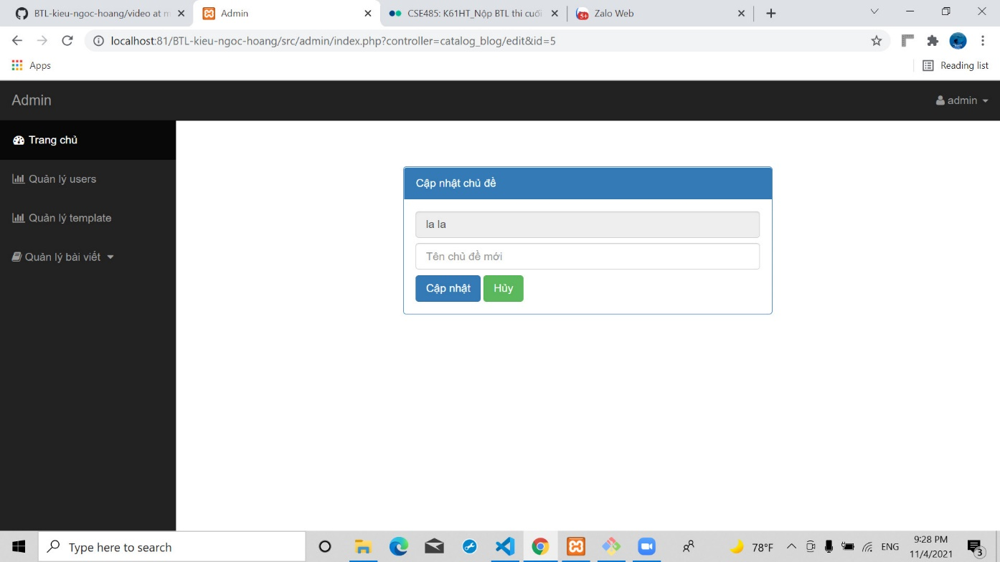 BTL-kieu-ngoc-hoang/video at m
Admin
CSE485: K61HT_Nộp BTL thi cuối
5+
Zalo Web
localhost:81/BTL-kieu-ngoc-hoang/src/admin/index.php?controller=catalog_blog/edit&id=5
Apps
Reading list
Admin
admin
Trang chủ
Quản lý users
Quản lý template
Quản lý bài viết
Cập nhật chủ đề
la la
Tên chủ đề mới
Cập nhật
Hủy
Type here to search
78°F
ENG
9:28 PM
11/4/2021
3